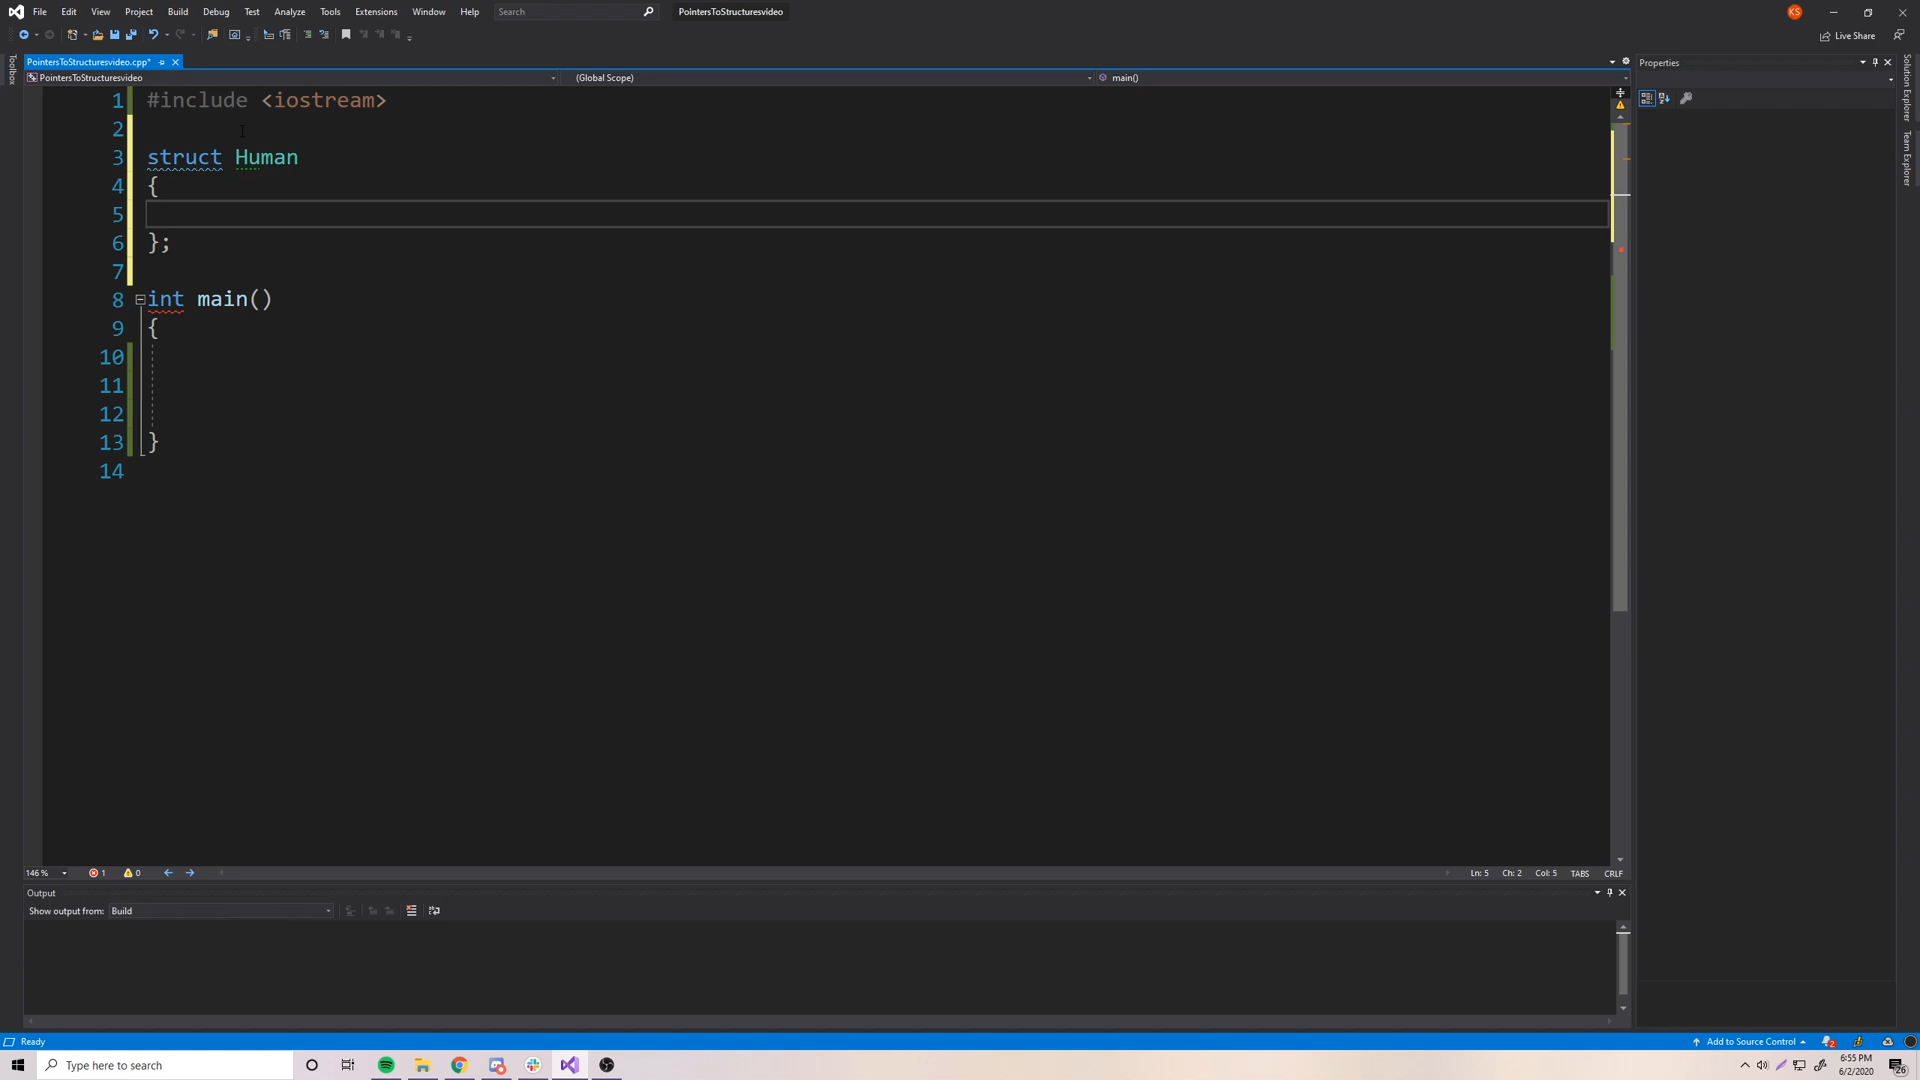 File Edit View Project Build Debug Test Analyze Tools Extensions Window Help Search PointersToStructuresvideo KS
Live Share
PointersToStructuresvideo.cpp*
PointersToStructuresvideo (Global Scope) main()
1 #include <iostream>
2
3 struct Human
4 {
5
6 };
7
8 int main()
9 {
10
11
12
13 }
14
146 % 1 0 Ln: 5 Ch: 2 Col: 5 TABS CRLF
Output
Show output from: Build
Ready Add to Source Control 2
Type here to search 6:55 PM
6/2/2020
26
Toolbox
Properties
Solution Explorer
Team Explorer